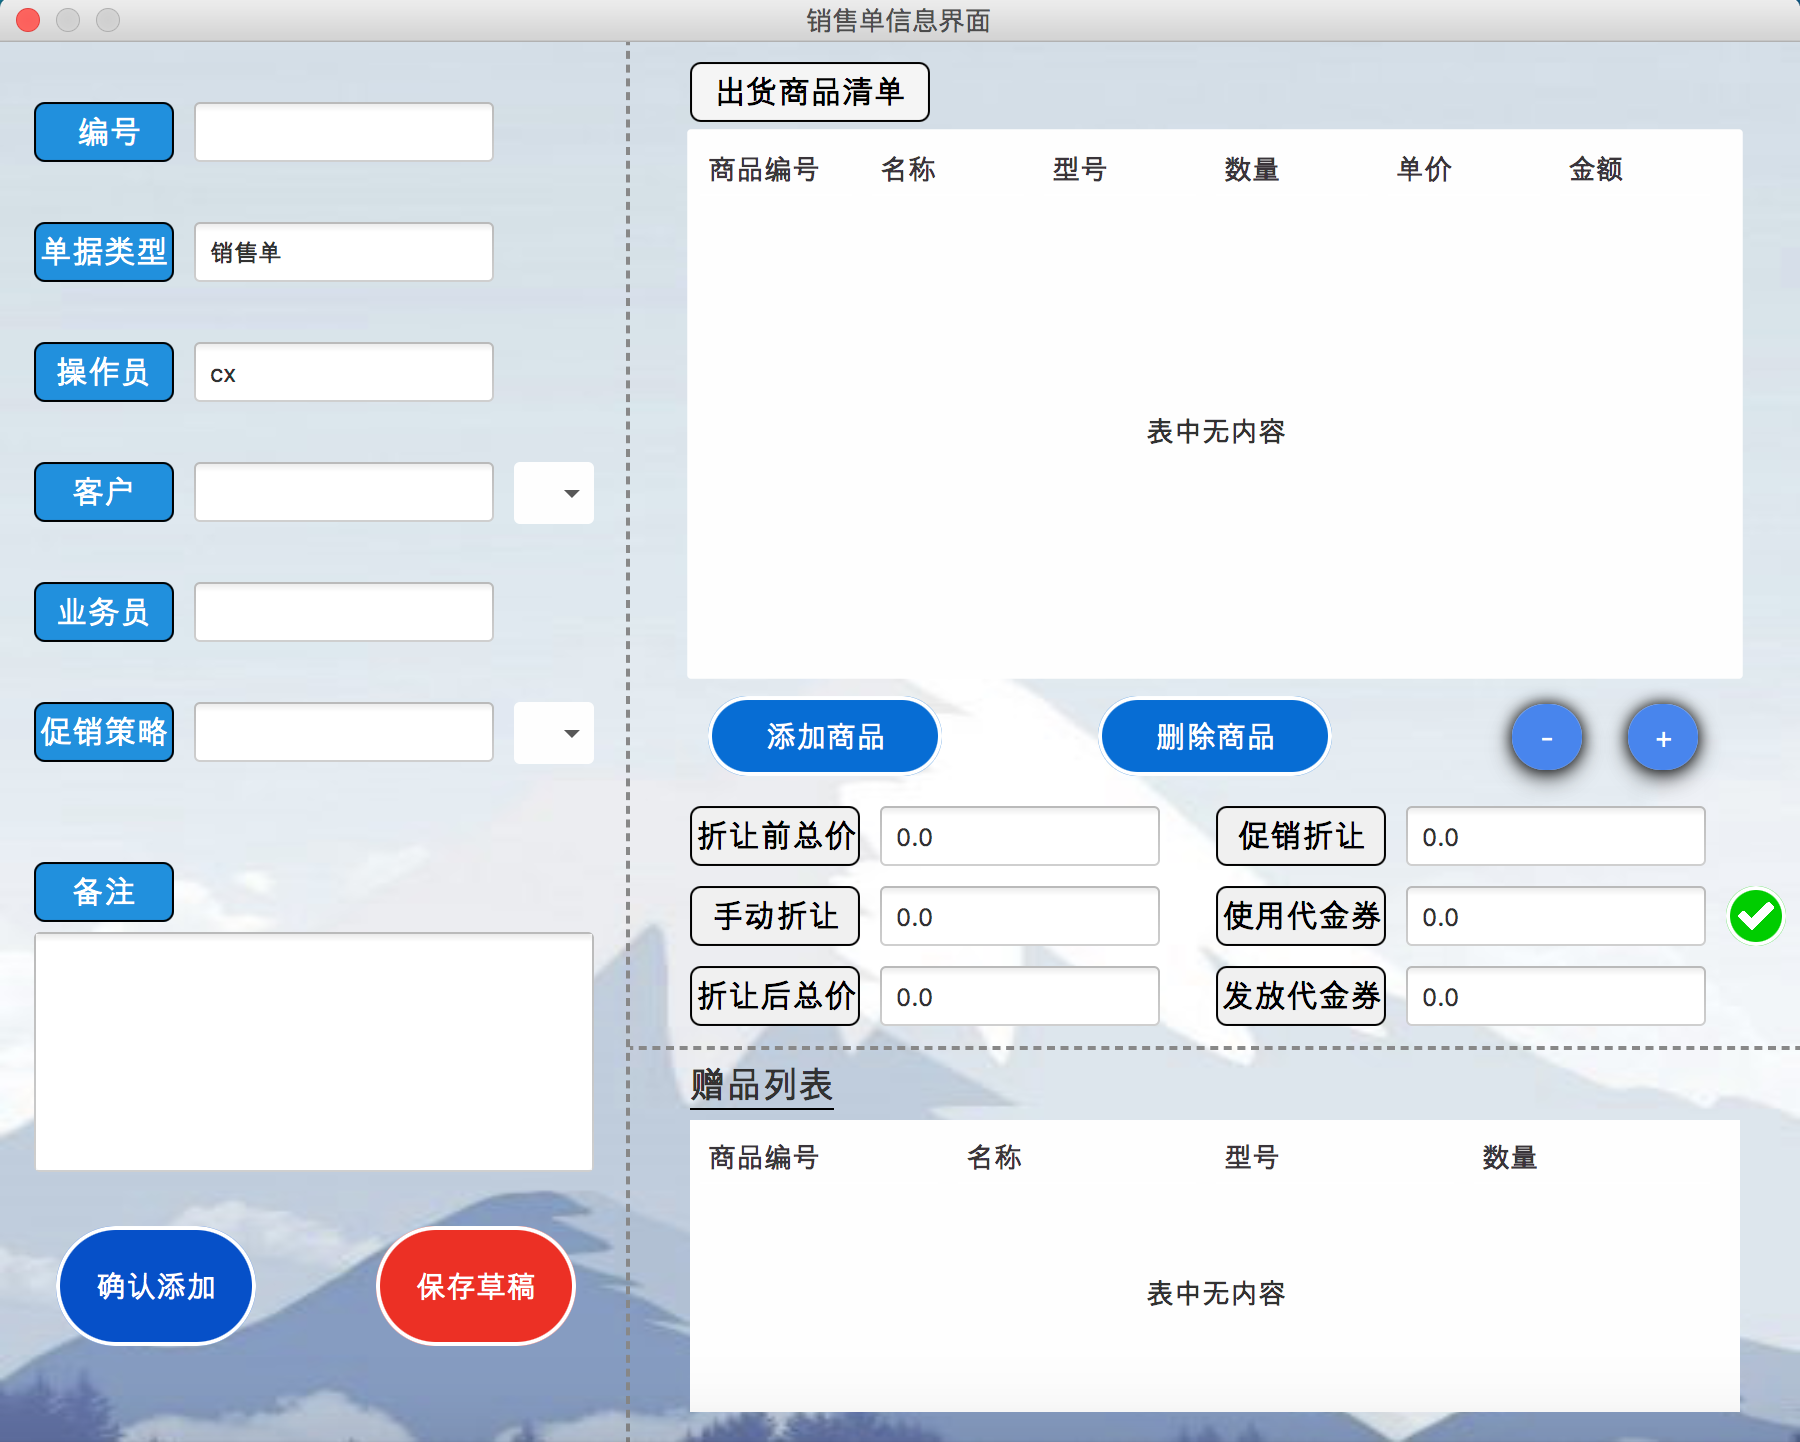 销售单信息界面
编号
单据类型 销售单
操作员 cx
客户
业务员
促销策略
备注
确认添加 保存草稿
出货商品清单
商品编号 名称 型号 数量 单价 金额
表中无内容
添加商品 删除商品 - +
折让前总价 0.0 促销折让 0.0
手动折让 0.0 使用代金券 0.0
折让后总价 0.0 发放代金券 0.0
赠品列表
商品编号 名称 型号 数量
表中无内容